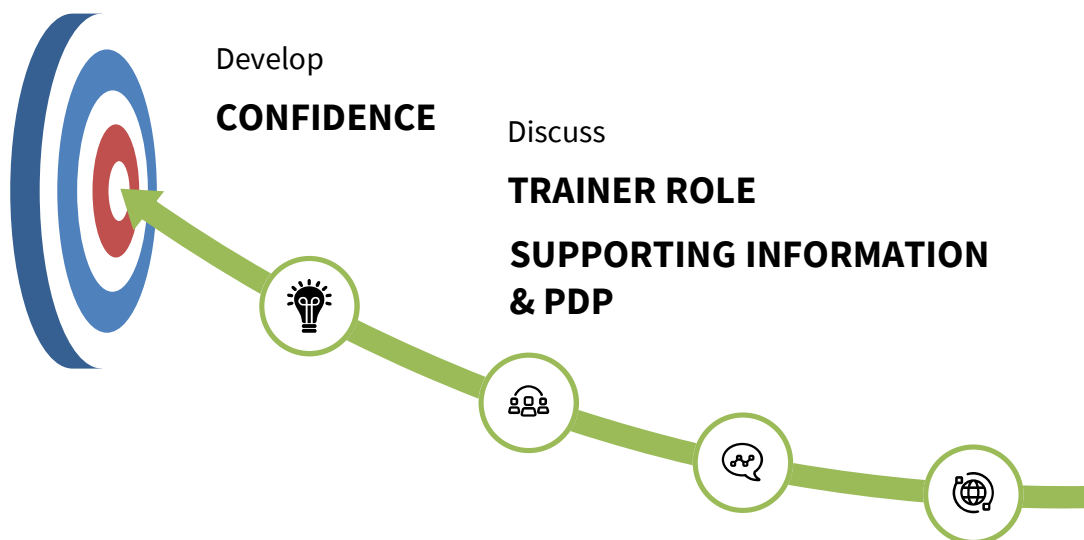 Develop
CONFIDENCE
Discuss
TRAINER ROLE
SUPPORTING INFORMATION
& PDP